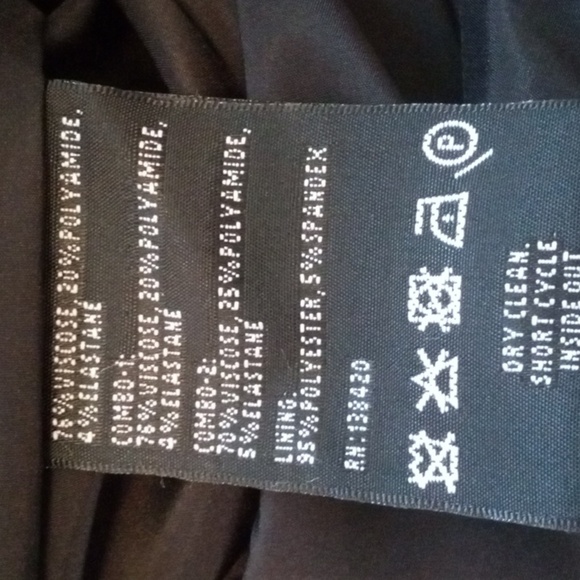 76%VISCOSE, 20%POLYAMIDE,
4%ELASTANE
COMBO-1:
76%VISCOSE, 20%POLYAMIDE,
4%ELASTANE
COMBO-2:
70%VISCOSE, 25%POLYAMIDE,
5%ELASTANE
LINING:
95%POLYESTER, 5%SPANDEX
RN:138420
P
DRY CLEAN.
SHORT CYCLE
INSIDE OUT